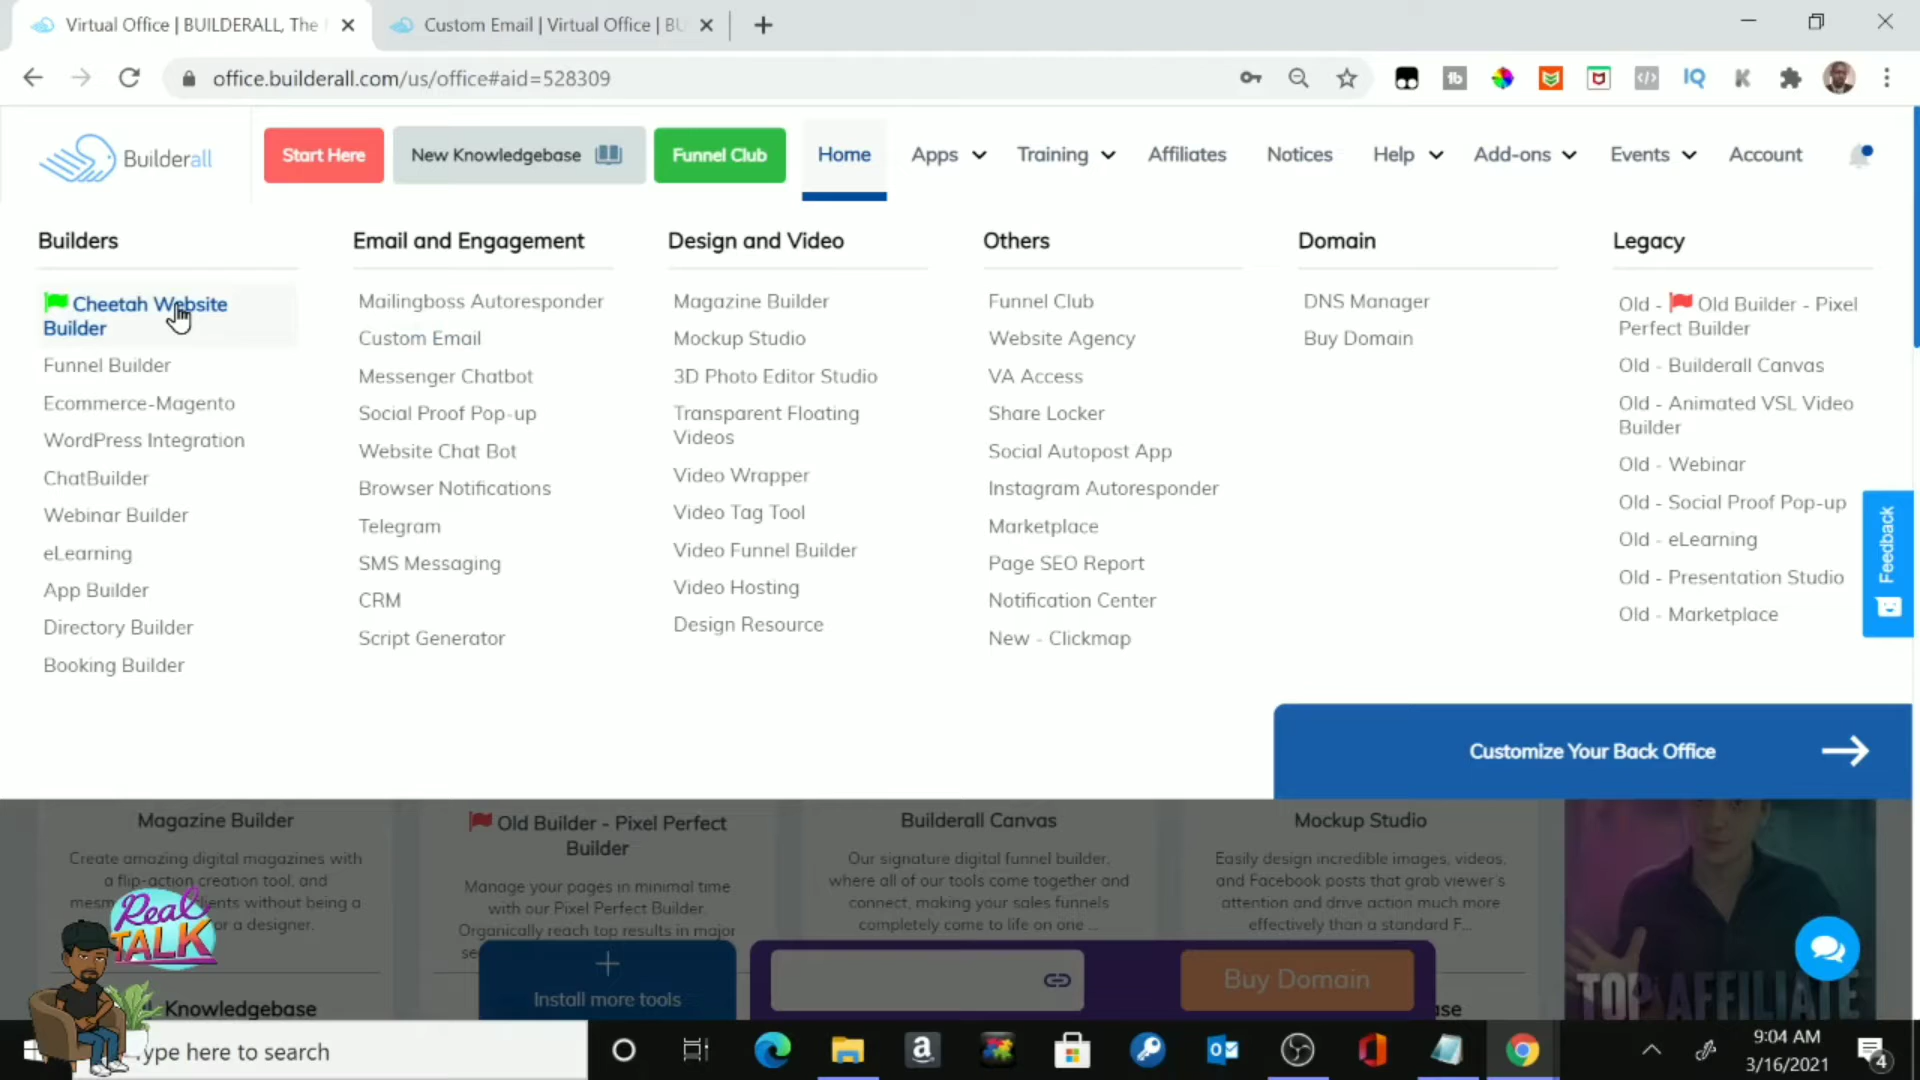 Virtual Office | BUILDERALL, The
Custom Email | Virtual Office | BU
office.builderall.com/us/office#aid=528309
Builderall
Start Here
New Knowledgebase
Funnel Club
Home
Apps
Training
Affiliates
Notices
Help
Add-ons
Events
Account
Builders
Cheetah Website
Builder
Funnel Builder
Ecommerce-Magento
WordPress Integration
ChatBuilder
Webinar Builder
eLearning
App Builder
Directory Builder
Booking Builder
Email and Engagement
Mailingboss Autoresponder
Custom Email
Messenger Chatbot
Social Proof Pop-up
Website Chat Bot
Browser Notifications
Telegram
SMS Messaging
CRM
Script Generator
Design and Video
Magazine Builder
Mockup Studio
3D Photo Editor Studio
Transparent Floating
Videos
Video Wrapper
Video Tag Tool
Video Funnel Builder
Video Hosting
Design Resource
Others
Funnel Club
Website Agency
VA Access
Share Locker
Social Autopost App
Instagram Autoresponder
Marketplace
Page SEO Report
Notification Center
New - Clickmap
Domain
DNS Manager
Buy Domain
Legacy
Old - Old Builder - Pixel
Perfect Builder
Old - Builderall Canvas
Old - Animated VSL Video
Builder
Old - Webinar
Old - Social Proof Pop-up
Old - eLearning
Old - Presentation Studio
Old - Marketplace
Feedback
Customize Your Back Office
Magazine Builder
Create amazing digital magazines with
a flip-action creation tool, and
clients without being a
or a designer.
Old Builder - Pixel Perfect
Builder
Manage your pages in minimal time
with our Pixel Perfect Builder.
Organically reach top results in major
Builderall Canvas
Our signature digital funnel builder,
where all of our tools come together and
connect, making your sales funnels
completely come to life on one ...
Mockup Studio
Easily design incredible images, videos,
and Facebook posts that grab viewer's
attention and drive action much more
effectively than a standard F...
TOP AFFILIATE
Real
TALK
Knowledgebase
Install more tools
Buy Domain
ype here to search
9:04 AM
3/16/2021
4